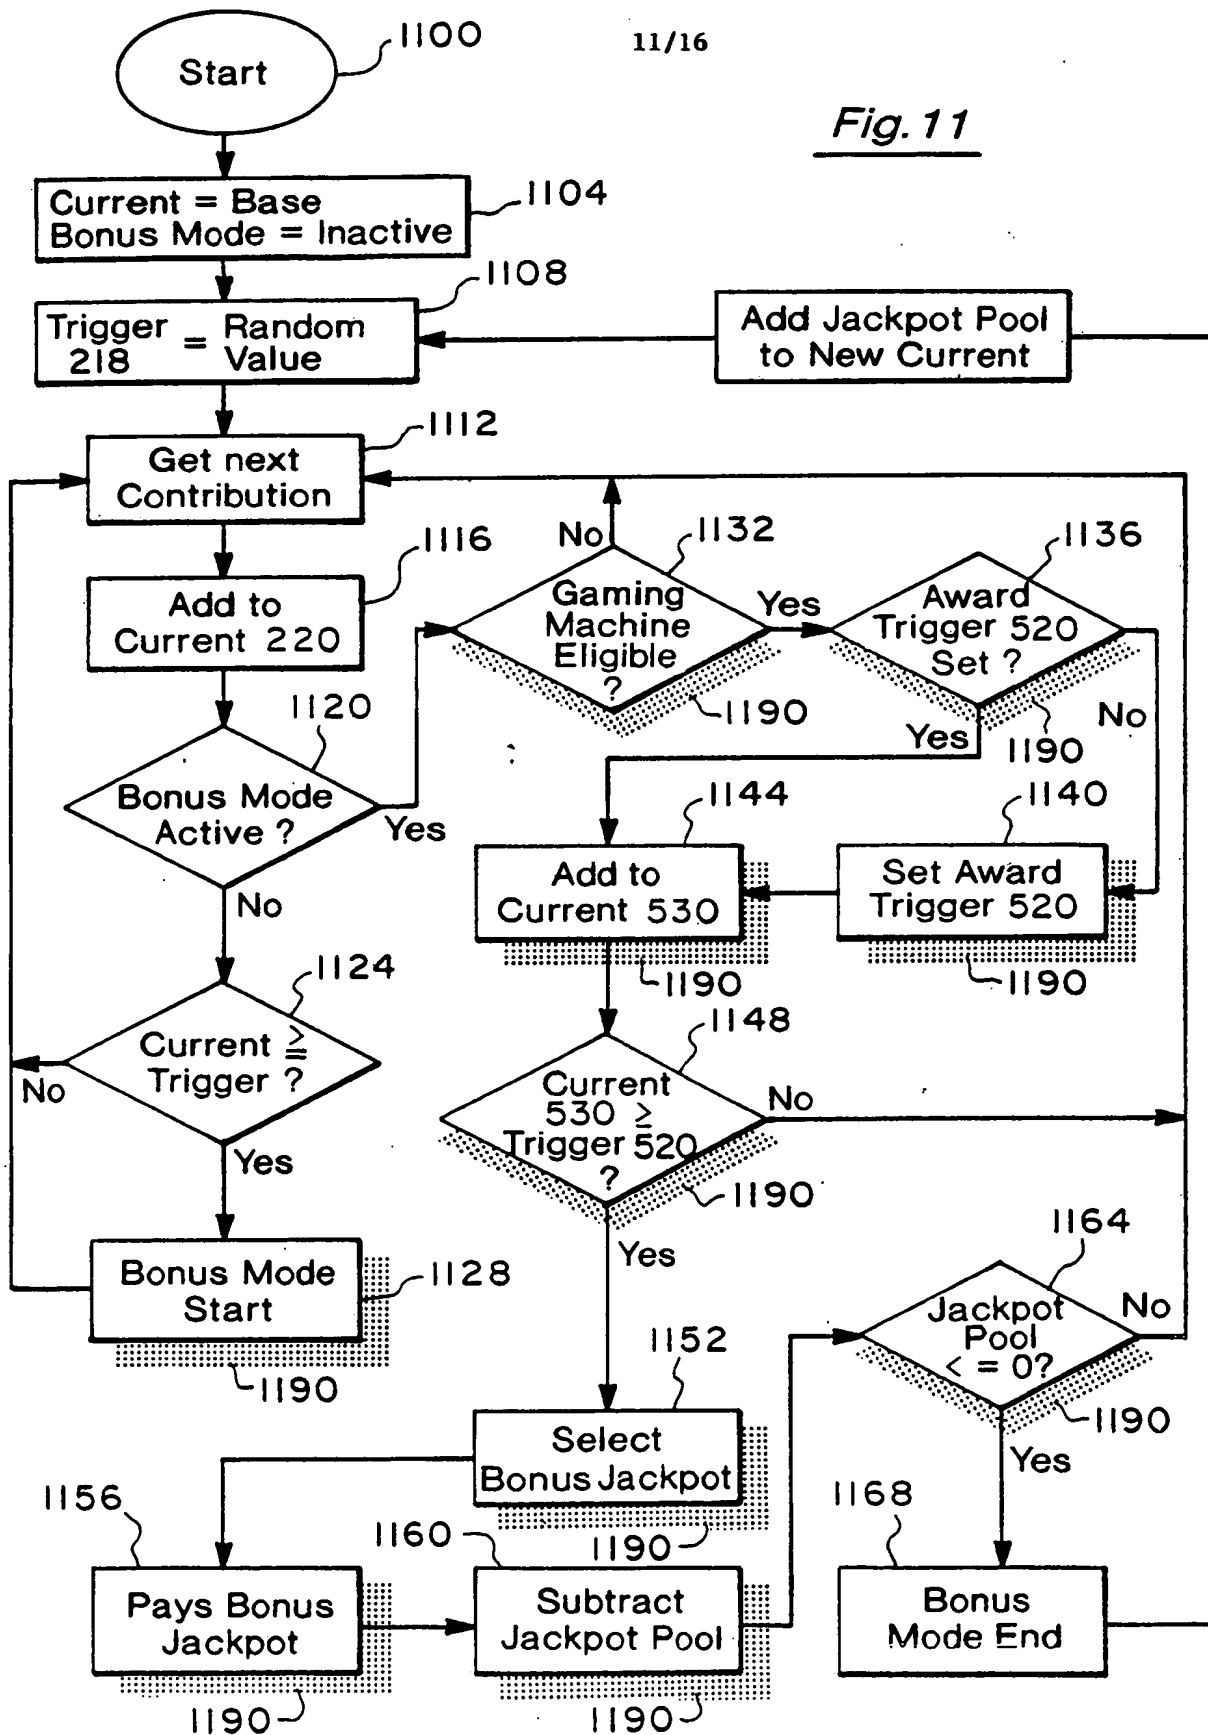 11/16
Fig. 11
Start
1100
Current = Base
Bonus Mode = Inactive
1104
Trigger = Random
218 Value
1108
Add Jackpot Pool
to New Current
Get next
Contribution
1112
Add to
Current 220
1116
Bonus Mode
Active ?
1120
Yes
No
Current ≥
Trigger ?
1124
No
Yes
Bonus Mode
Start
1128
1190
Gaming
Machine
Eligible
?
1132
1190
No
Yes
Award
Trigger 520
Set ?
1136
1190
Yes
No
Set Award
Trigger 520
1140
1190
Add to
Current 530
1144
1190
Current
530 ≥
Trigger 520
?
1148
1190
No
Yes
Select
Bonus Jackpot
1152
1190
Pays Bonus
Jackpot
1156
1190
Subtract
Jackpot Pool
1160
1190
Jackpot
Pool
< = 0?
1164
1190
No
Yes
Bonus
Mode End
1168